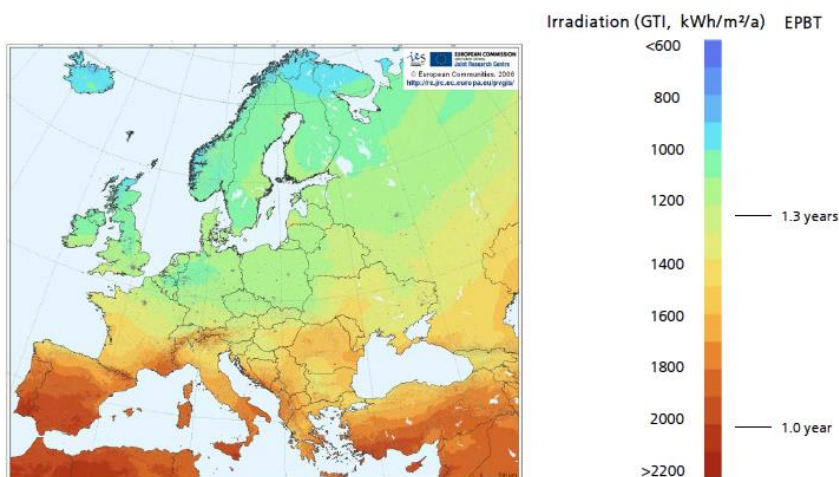 Irradiation (GTI, kWh/m²/a) EPBT
EUROPEAN COMMISSION
Joint Research Centre
© European Communities, 2006
http://re.jrc.ec.europa.eu/pvgis/
<600
800
1000
1200
1.3 years
1400
1600
1800
2000
1.0 year
>2200